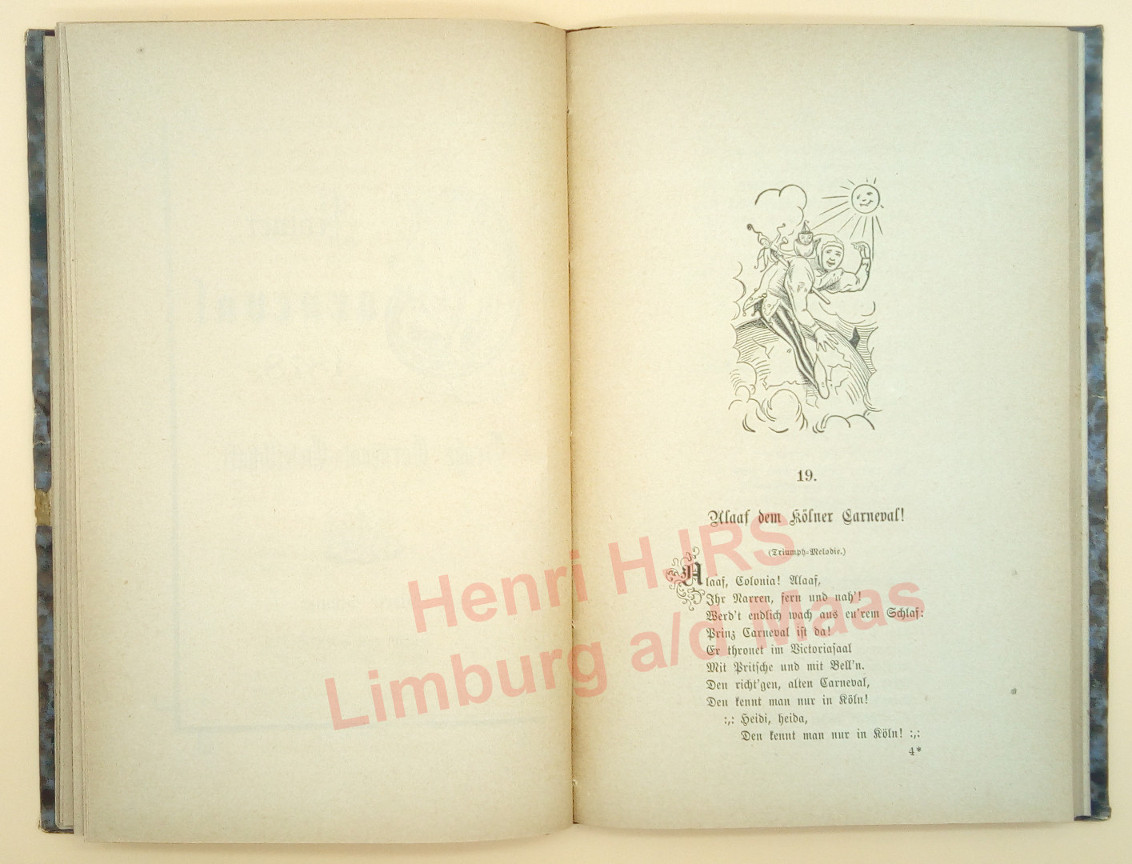 19.
Alaaf dem Kölner Carneval!
(Triumph-Melodie.)
Alaaf, Colonia! Alaaf,
Ihr Narren, fern und nah'!
Werd't endlich wach aus eu'rem Schlaf:
Prinz Carneval ist da!
Er thronet im Victoriasaal
Mit Pritsche und mit Bell'n.
Den richt'gen, alten Carneval,
Den kennt man nur in Köln!
:,: Heidi, heida,
Den kennt man nur in Köln! :,:
4*
Henri HJRS
Limburg a/d Maas